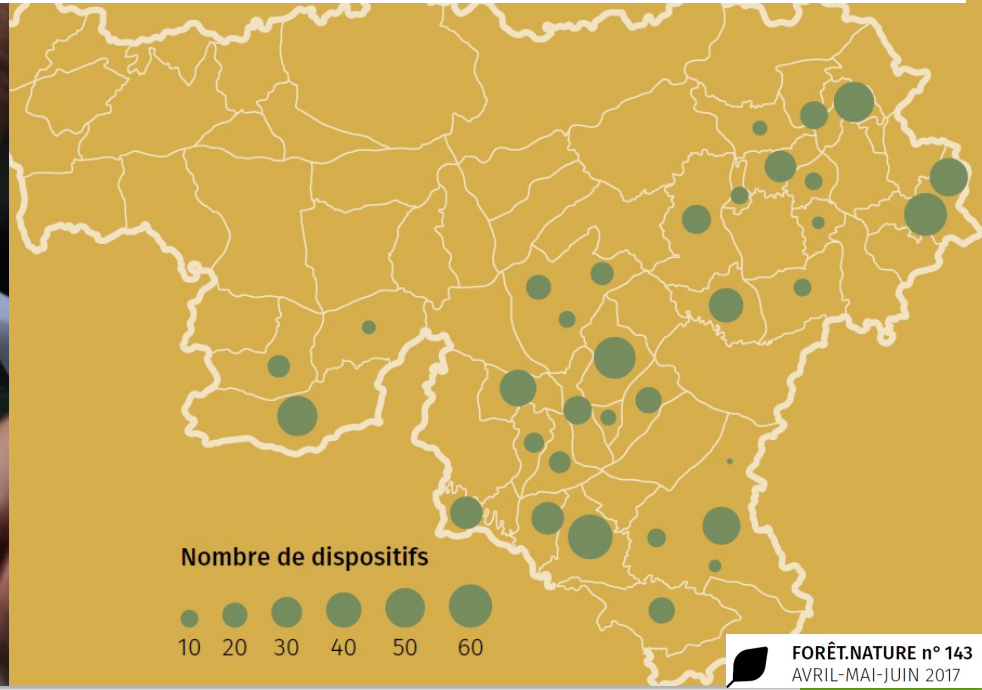 Nombre de dispositifs
10 20 30 40 50 60
FORÊT.NATURE n° 143
AVRIL-MAI-JUIN 2017